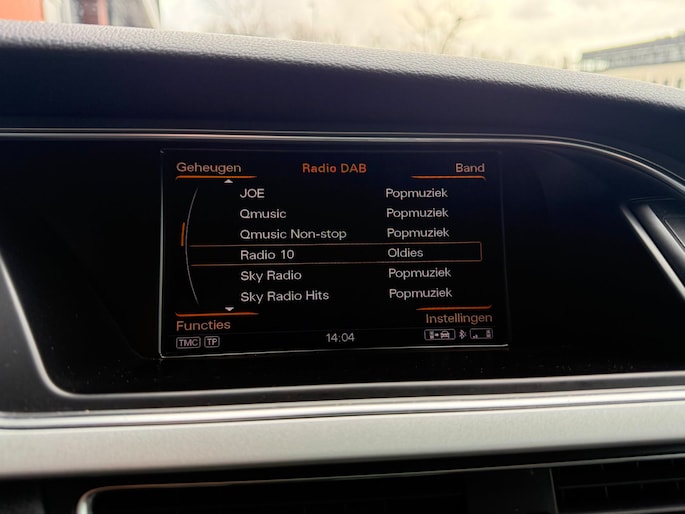 Geheugen Radio DAB Band
JOE Popmuziek
Qmusic Popmuziek
Qmusic Non-stop Popmuziek
Radio 10 Oldies
Sky Radio Popmuziek
Sky Radio Hits Popmuziek
Functies Instellingen
TMC TP 14:04